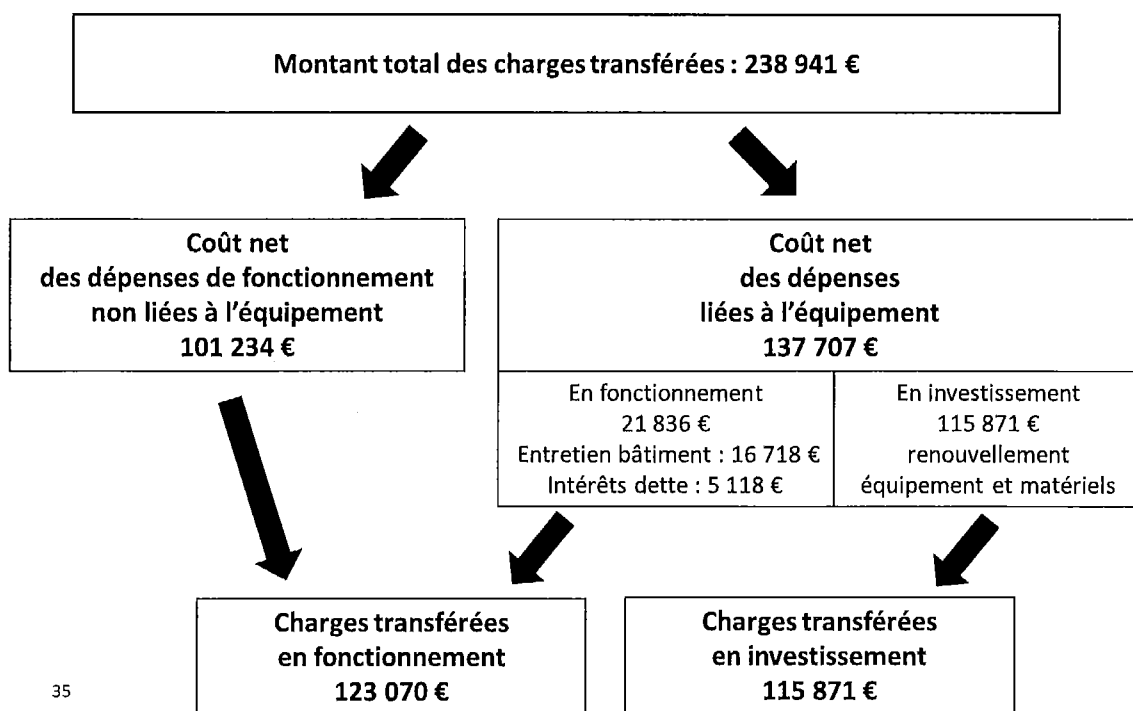 Montant total des charges transférées : 238 941 €
Coût net
des dépenses de fonctionnement
non liées à l'équipement
101 234 €
Coût net
des dépenses
liées à l'équipement
137 707 €
En fonctionnement
21 836 €
Entretien bâtiment : 16 718 €
Intérêts dette : 5 118 €
En investissement
115 871 €
renouvellement
équipement et matériels
Charges transférées
en fonctionnement
123 070 €
Charges transférées
en investissement
115 871 €
35